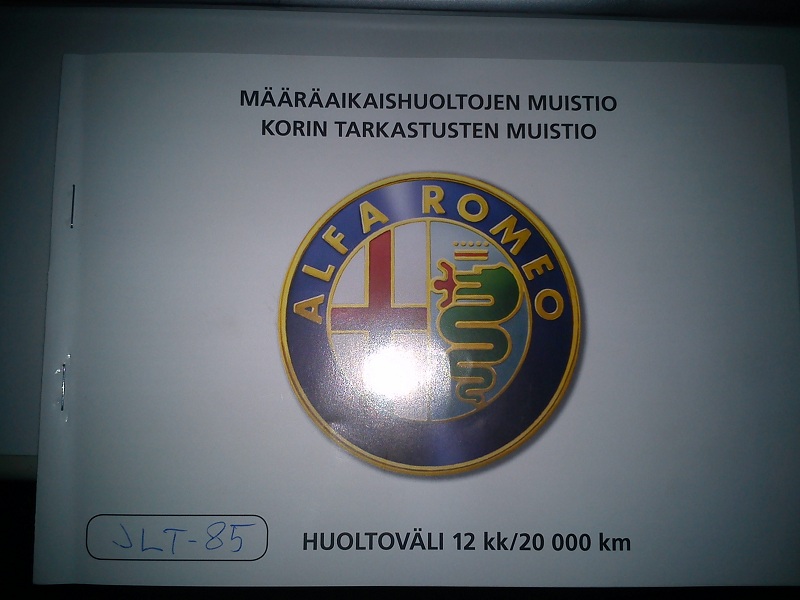 MÄÄRÄAIKAISHUOLTOJEN MUISTIO
KORIN TARKASTUSTEN MUISTIO
ALFA ROMEO
JLT-85
HUOLTOVÄLI 12 kk/20 000 km